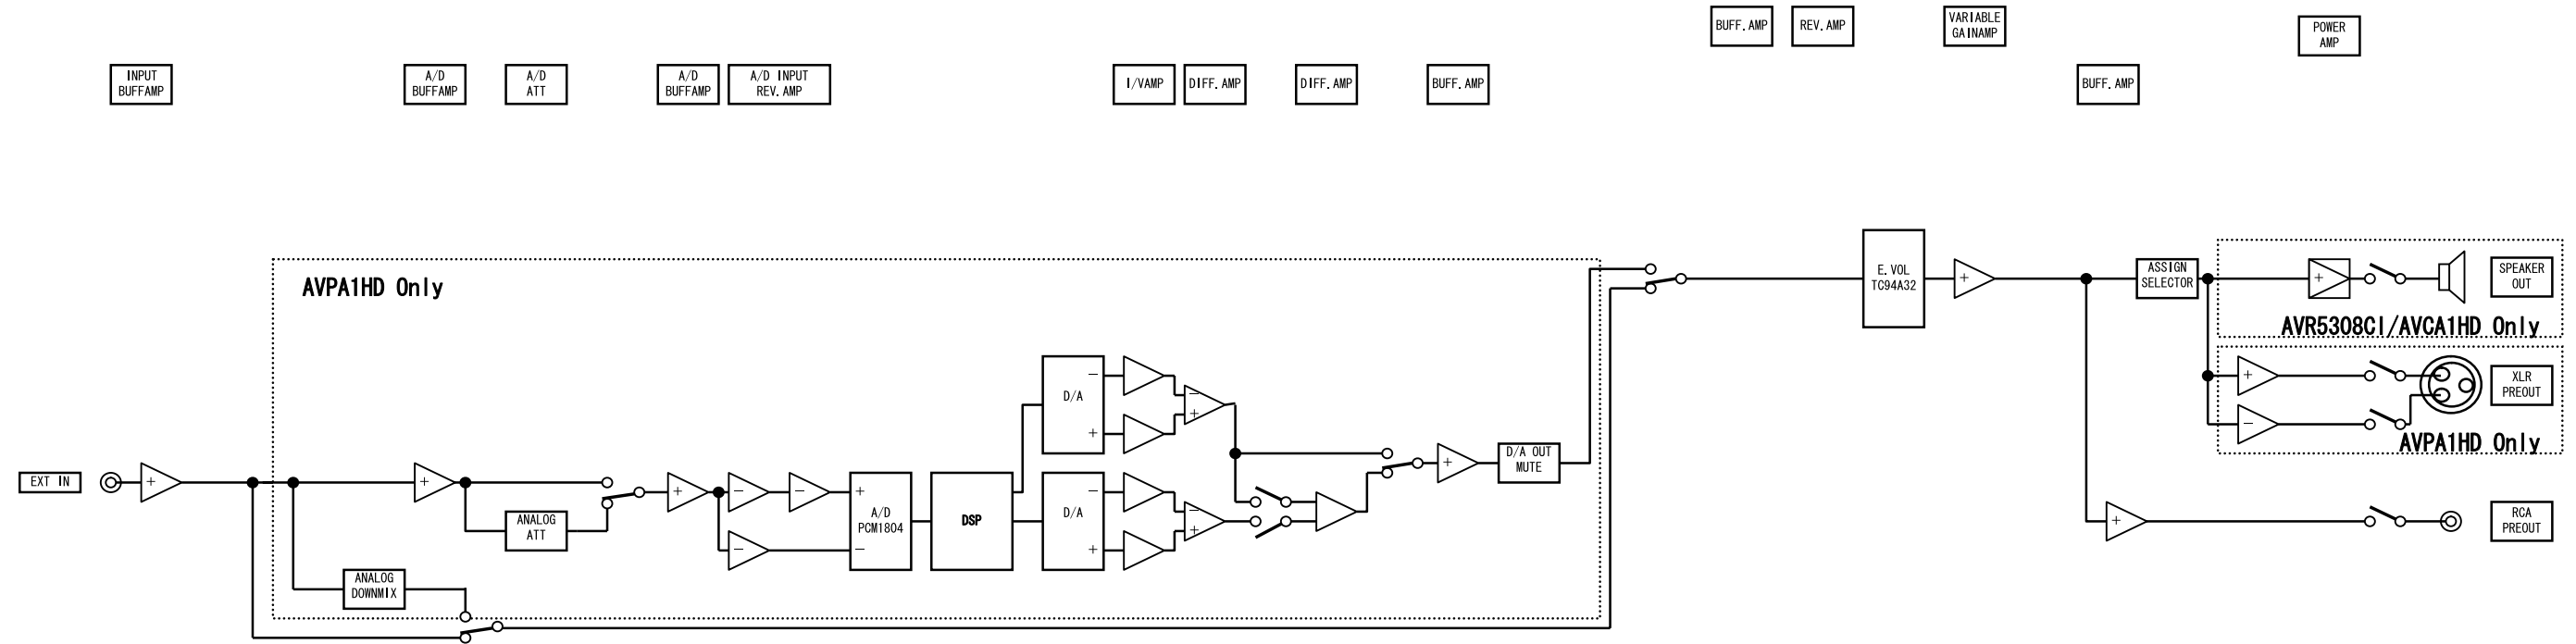 BUFF.AMP
REV.AMP
VARIABLE
GAINAMP
POWER
AMP
INPUT
BUFFAMP
A/D
BUFFAMP
A/D
ATT
A/D
BUFFAMP
A/D INPUT
REV.AMP
I/VAMP
DIFF.AMP
DIFF.AMP
BUFF.AMP
BUFF.AMP
AVPA1HD Only
E.VOL
TC94A32
+
ASSIGN
SELECTOR
+
SPEAKER
OUT
AVR5308CI/AVCA1HD Only
D/A
−
+
−
+
+
−
XLR
PREOUT
AVPA1HD Only
EXT IN
+
+
ANALOG
ATT
+
−
−
−
+
A/D
PCM1804
−
DSP
D/A
−
+
−
+
+
D/A OUT
MUTE
+
RCA
PREOUT
ANALOG
DOWNMIX